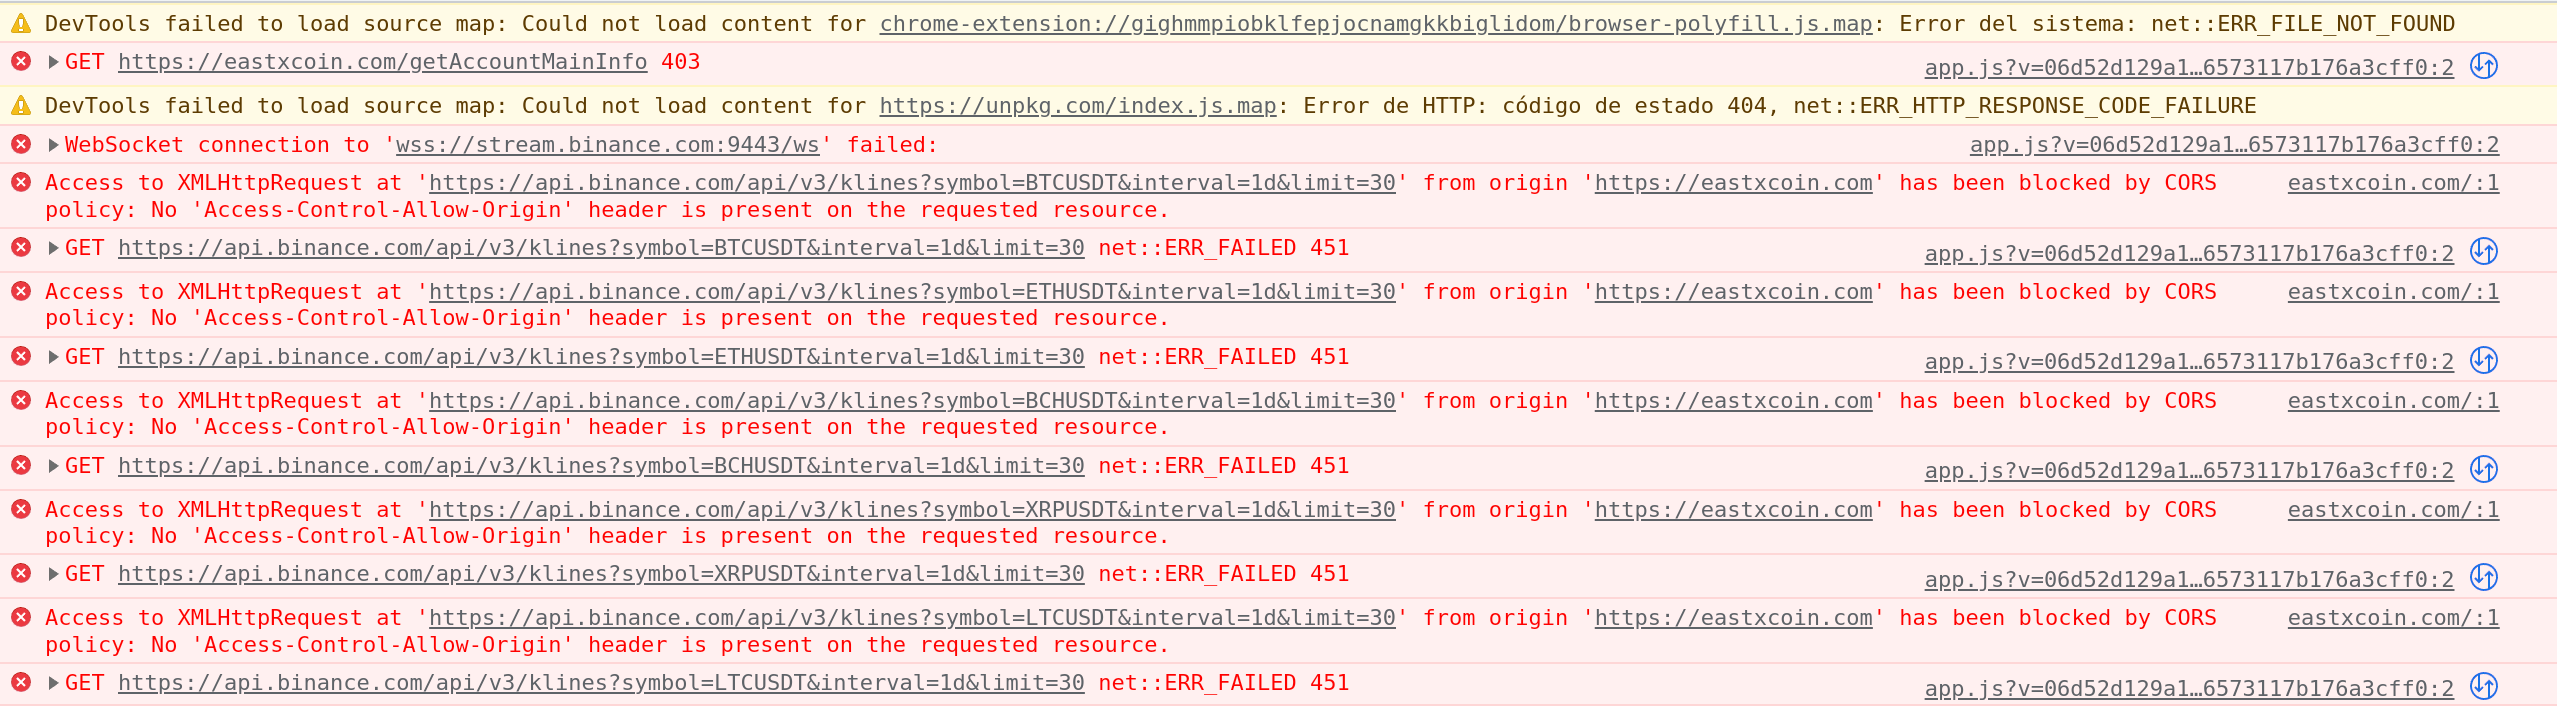 DevTools failed to load source map: Could not load content for chrome-extension://gighmmpiobklfepjocnamgkkbiglidom/browser-polyfill.js.map: Error del sistema: net::ERR_FILE_NOT_FOUND
GET https://eastxcoin.com/getAccountMainInfo 403 app.js?v=06d52d129a1…6573117b176a3cff0:2
DevTools failed to load source map: Could not load content for https://unpkg.com/index.js.map: Error de HTTP: código de estado 404, net::ERR_HTTP_RESPONSE_CODE_FAILURE
WebSocket connection to 'wss://stream.binance.com:9443/ws' failed: app.js?v=06d52d129a1…6573117b176a3cff0:2
Access to XMLHttpRequest at 'https://api.binance.com/api/v3/klines?symbol=BTCUSDT&interval=1d&limit=30' from origin 'https://eastxcoin.com' has been blocked by CORS eastxcoin.com/:1
policy: No 'Access-Control-Allow-Origin' header is present on the requested resource.
GET https://api.binance.com/api/v3/klines?symbol=BTCUSDT&interval=1d&limit=30 net::ERR_FAILED 451 app.js?v=06d52d129a1…6573117b176a3cff0:2
Access to XMLHttpRequest at 'https://api.binance.com/api/v3/klines?symbol=ETHUSDT&interval=1d&limit=30' from origin 'https://eastxcoin.com' has been blocked by CORS eastxcoin.com/:1
policy: No 'Access-Control-Allow-Origin' header is present on the requested resource.
GET https://api.binance.com/api/v3/klines?symbol=ETHUSDT&interval=1d&limit=30 net::ERR_FAILED 451 app.js?v=06d52d129a1…6573117b176a3cff0:2
Access to XMLHttpRequest at 'https://api.binance.com/api/v3/klines?symbol=BCHUSDT&interval=1d&limit=30' from origin 'https://eastxcoin.com' has been blocked by CORS eastxcoin.com/:1
policy: No 'Access-Control-Allow-Origin' header is present on the requested resource.
GET https://api.binance.com/api/v3/klines?symbol=BCHUSDT&interval=1d&limit=30 net::ERR_FAILED 451 app.js?v=06d52d129a1…6573117b176a3cff0:2
Access to XMLHttpRequest at 'https://api.binance.com/api/v3/klines?symbol=XRPUSDT&interval=1d&limit=30' from origin 'https://eastxcoin.com' has been blocked by CORS eastxcoin.com/:1
policy: No 'Access-Control-Allow-Origin' header is present on the requested resource.
GET https://api.binance.com/api/v3/klines?symbol=XRPUSDT&interval=1d&limit=30 net::ERR_FAILED 451 app.js?v=06d52d129a1…6573117b176a3cff0:2
Access to XMLHttpRequest at 'https://api.binance.com/api/v3/klines?symbol=LTCUSDT&interval=1d&limit=30' from origin 'https://eastxcoin.com' has been blocked by CORS eastxcoin.com/:1
policy: No 'Access-Control-Allow-Origin' header is present on the requested resource.
GET https://api.binance.com/api/v3/klines?symbol=LTCUSDT&interval=1d&limit=30 net::ERR_FAILED 451 app.js?v=06d52d129a1…6573117b176a3cff0:2